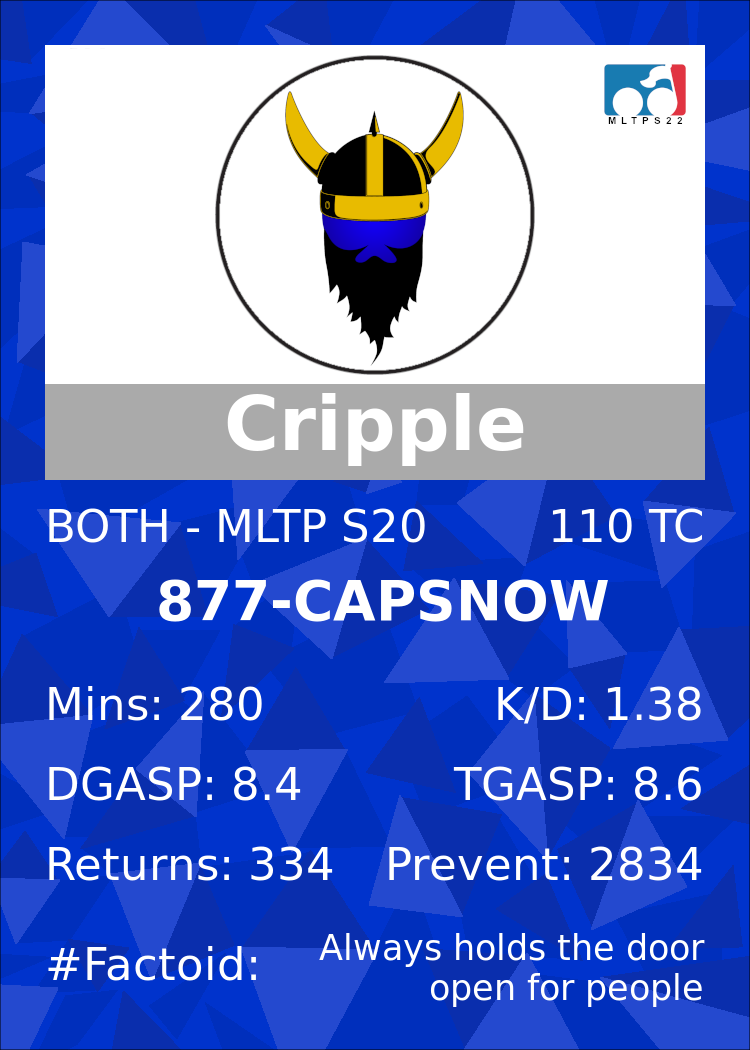 MLTPS22
Cripple
BOTH - MLTP S20 110 TC
877-CAPSNOW
Mins: 280 K/D: 1.38
DGASP: 8.4 TGASP: 8.6
Returns: 334 Prevent: 2834
#Factoid: Always holds the door
open for people